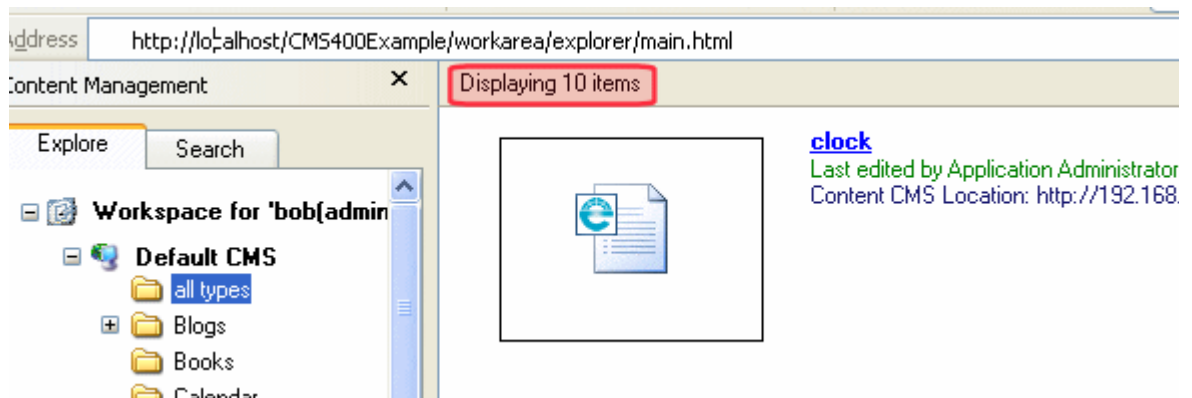 Address http://localhost/CMS400Example/workarea/explorer/main.html
Content Management
Displaying 10 items
Explore Search
Workspace for 'bob(admin
Default CMS
all types
Blogs
Books
Calendar
clock
Last edited by Application Administrator
Content CMS Location: http://192.168.